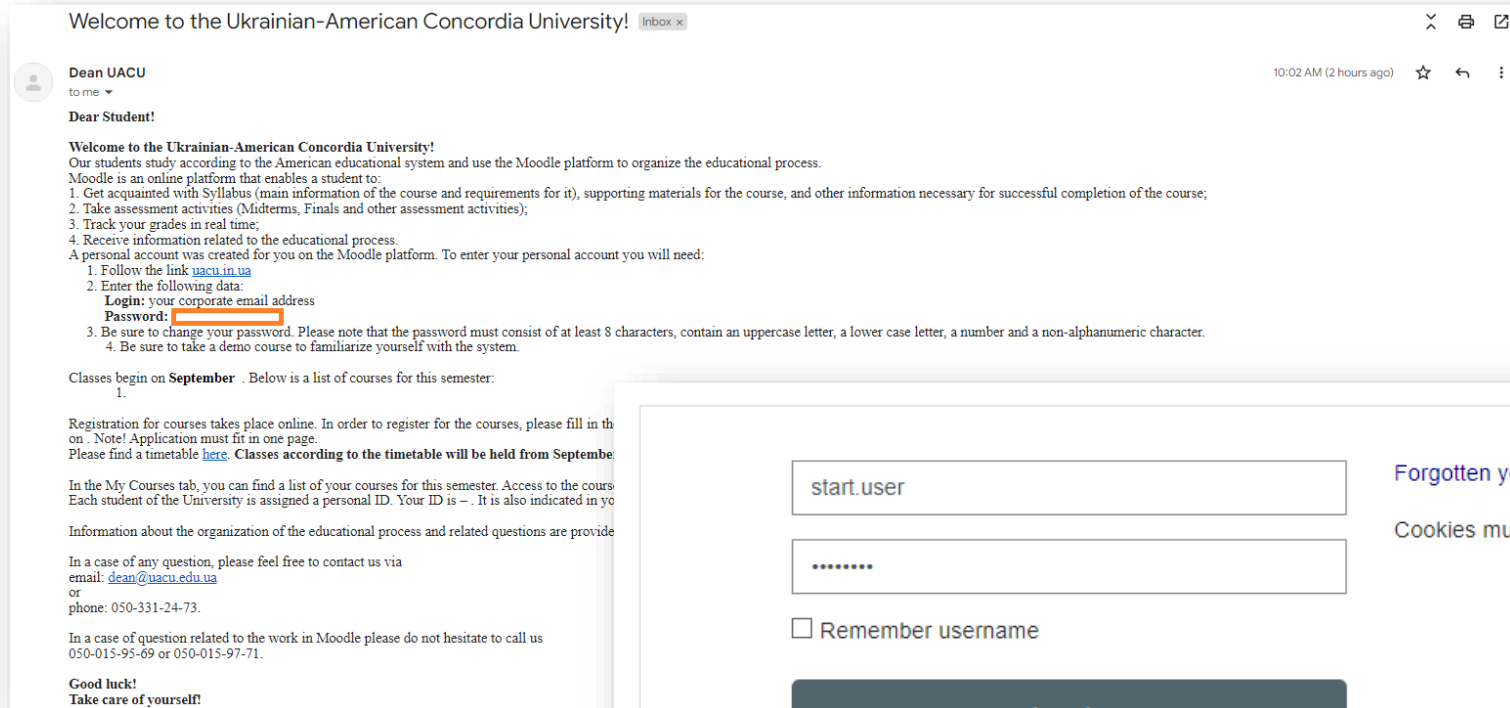 Welcome to the Ukrainian-American Concordia University! Inbox ×
Dean UACU
10:02 AM (2 hours ago)
to me
Dear Student!
Welcome to the Ukrainian-American Concordia University!
Our students study according to the American educational system and use the Moodle platform to organize the educational process.
Moodle is an online platform that enables a student to:
1. Get acquainted with Syllabus (main information of the course and requirements for it), supporting materials for the course, and other information necessary for successful completion of the course;
2. Take assessment activities (Midterms, Finals and other assessment activities);
3. Track your grades in real time;
4. Receive information related to the educational process.
A personal account was created for you on the Moodle platform. To enter your personal account you will need:
1. Follow the link uacu.in.ua
2. Enter the following data:
Login: your corporate email address
Password:
3. Be sure to change your password. Please note that the password must consist of at least 8 characters, contain an uppercase letter, a lower case letter, a number and a non-alphanumeric character.
4. Be sure to take a demo course to familiarize yourself with the system.
Classes begin on September . Below is a list of courses for this semester:
1.
Registration for courses takes place online. In order to register for the courses, please fill in th
on . Note! Application must fit in one page.
Please find a timetable here. Classes according to the timetable will be held from Septembe
In the My Courses tab, you can find a list of your courses for this semester. Access to the cours
Each student of the University is assigned a personal ID. Your ID is – . It is also indicated in yo
Information about the organization of the educational process and related questions are provide
In a case of any question, please feel free to contact us via
email: dean@uacu.edu.ua
or
phone: 050-331-24-73.
In a case of question related to the work in Moodle please do not hesitate to call us
050-015-95-69 or 050-015-97-71.
Good luck!
Take care of yourself!
start.user
Forgotten y
••••••••
Cookies mu
Remember username